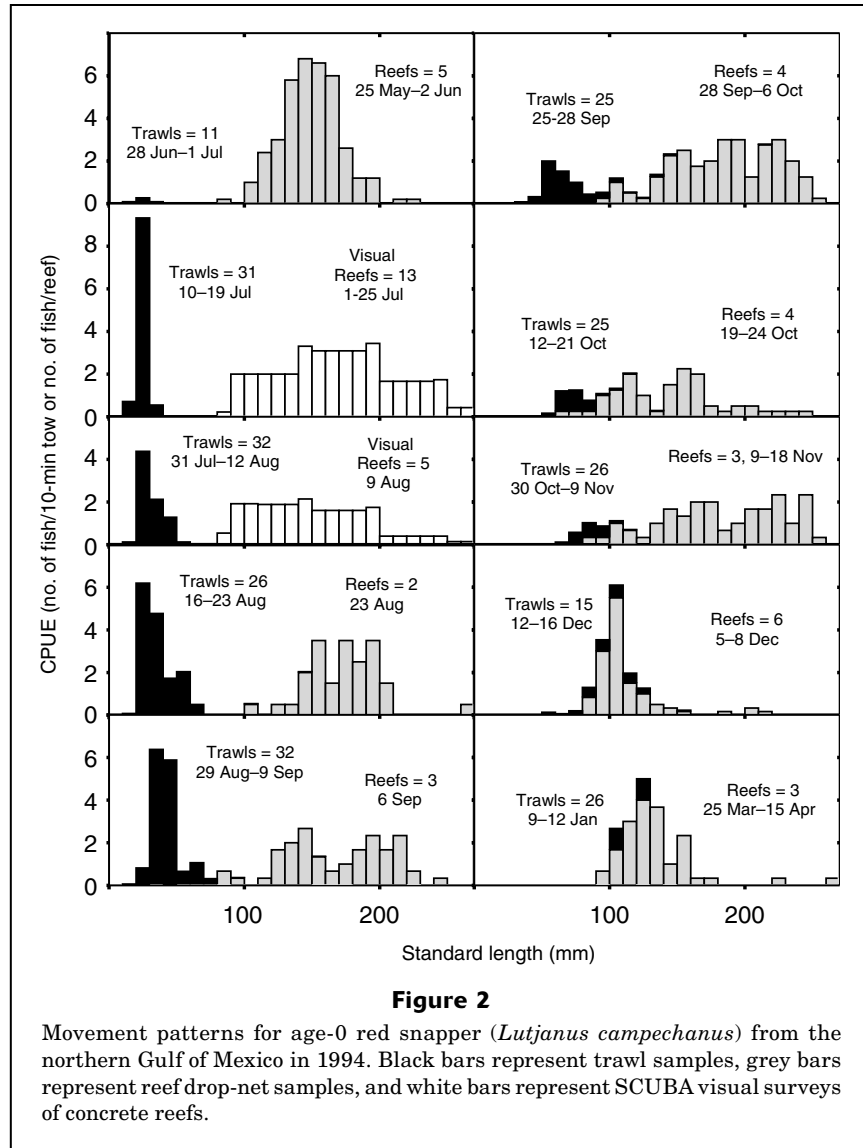 CPUE (no. of fish/10-min tow or no. of fish/reef)
6
4
2
0
Trawls = 11
28 Jun–1 Jul
Reefs = 5
25 May–2 Jun
Trawls = 25
25-28 Sep
Reefs = 4
28 Sep–6 Oct
8
6
4
2
0
Trawls = 31
10–19 Jul
Visual
Reefs = 13
1-25 Jul
Trawls = 25
12–21 Oct
Reefs = 4
19–24 Oct
4
2
0
Trawls = 32
31 Jul–12 Aug
Visual
Reefs = 5
9 Aug
Trawls = 26
30 Oct–9 Nov
Reefs = 3, 9–18 Nov
6
4
2
0
Trawls = 26
16–23 Aug
Reefs = 2
23 Aug
Trawls = 15
12–16 Dec
Reefs = 6
5–8 Dec
6
4
2
0
Trawls = 32
29 Aug–9 Sep
Reefs = 3
6 Sep
Trawls = 26
9–12 Jan
Reefs = 3
25 Mar–15 Apr
100 200 100 200
Standard length (mm)
Figure 2
Movement patterns for age-0 red snapper (Lutjanus campechanus) from the
northern Gulf of Mexico in 1994. Black bars represent trawl samples, grey bars
represent reef drop-net samples, and white bars represent SCUBA visual surveys
of concrete reefs.